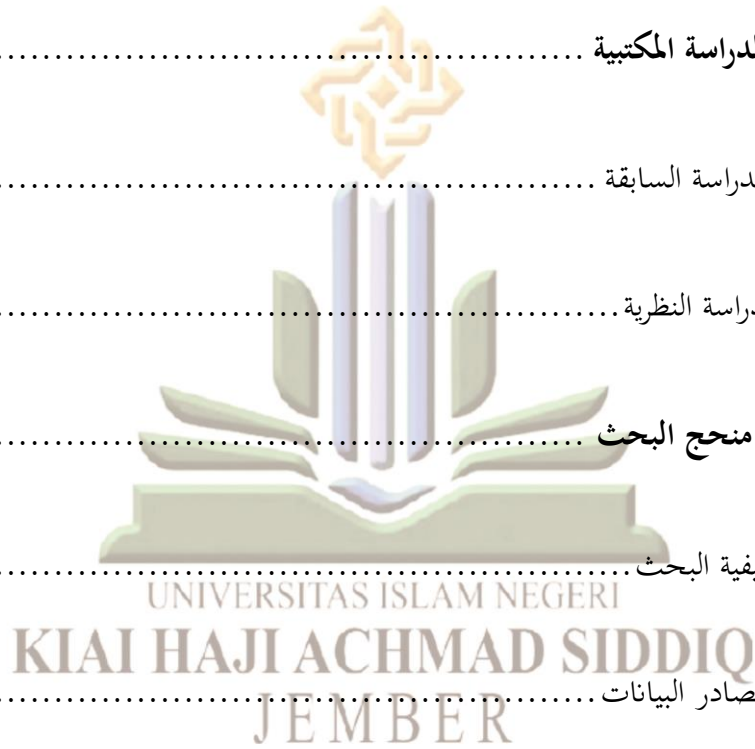 لدراسة المكتبية ................................................
دراسة السابقة ................................................
راسة النظرية ................................................
منحج البحث ................................................
يفية البحث ................................................
UNIVERSITAS ISLAM NEGERI
KIAI HAJI ACHMAD SIDDIQ
صادر البيانات ................................................
JEMBER